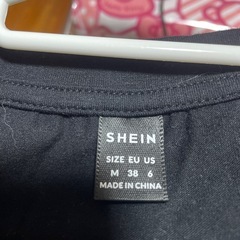 SHEIN
SIZE EU US
M 38 6
MADE IN CHINA